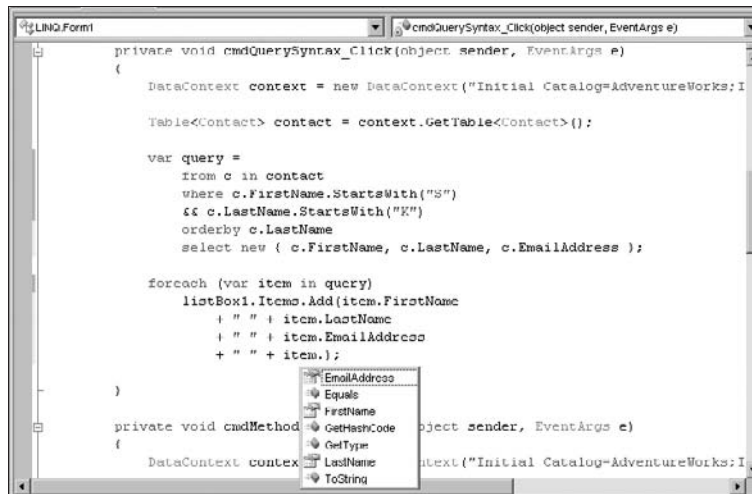 LINQ.Form1
cmdQuerySyntax_Click(object sender, EventArgs e)
private void cmdQuerySyntax_Click(object sender, EventArgs e)
{
DataContext context = new DataContext("Initial Catalog=AdventureWorks;I
Table<Contact> contact = context.GetTable<Contact>();
var query =
from c in contact
where c.FirstName.StartsWith("S")
&& c.LastName.StartsWith("K")
orderby c.LastName
select new { c.FirstName, c.LastName, c.EmailAddress };
foreach (var item in query)
listBox1.Items.Add(item.FirstName
+ " " + item.LastName
+ " " + item.EmailAddress
+ " " + item.);
EmailAddress
Equals
FirstName
GetHashCode
GetType
LastName
ToString
}
private void cmdMethod bject sender, EventArgs e)
{
DataContext contex text("Initial Catalog=AdventureWorks;I